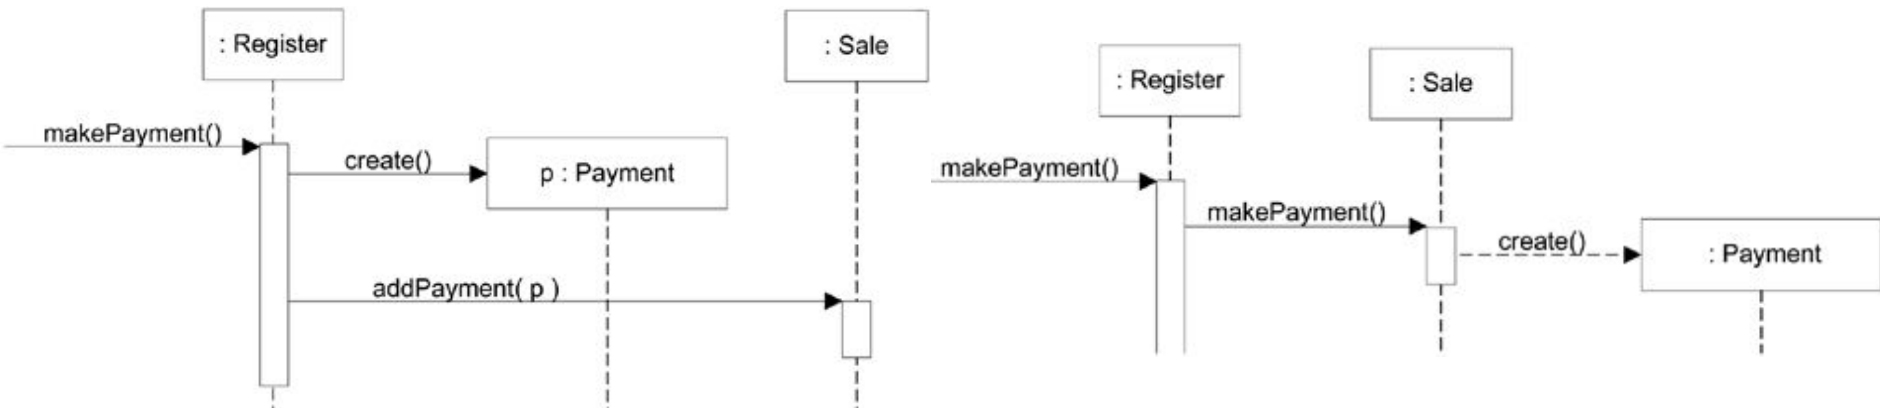 : Register
: Sale
makePayment()
create()
p : Payment
addPayment( p )
: Register
: Sale
makePayment()
makePayment()
create()
: Payment